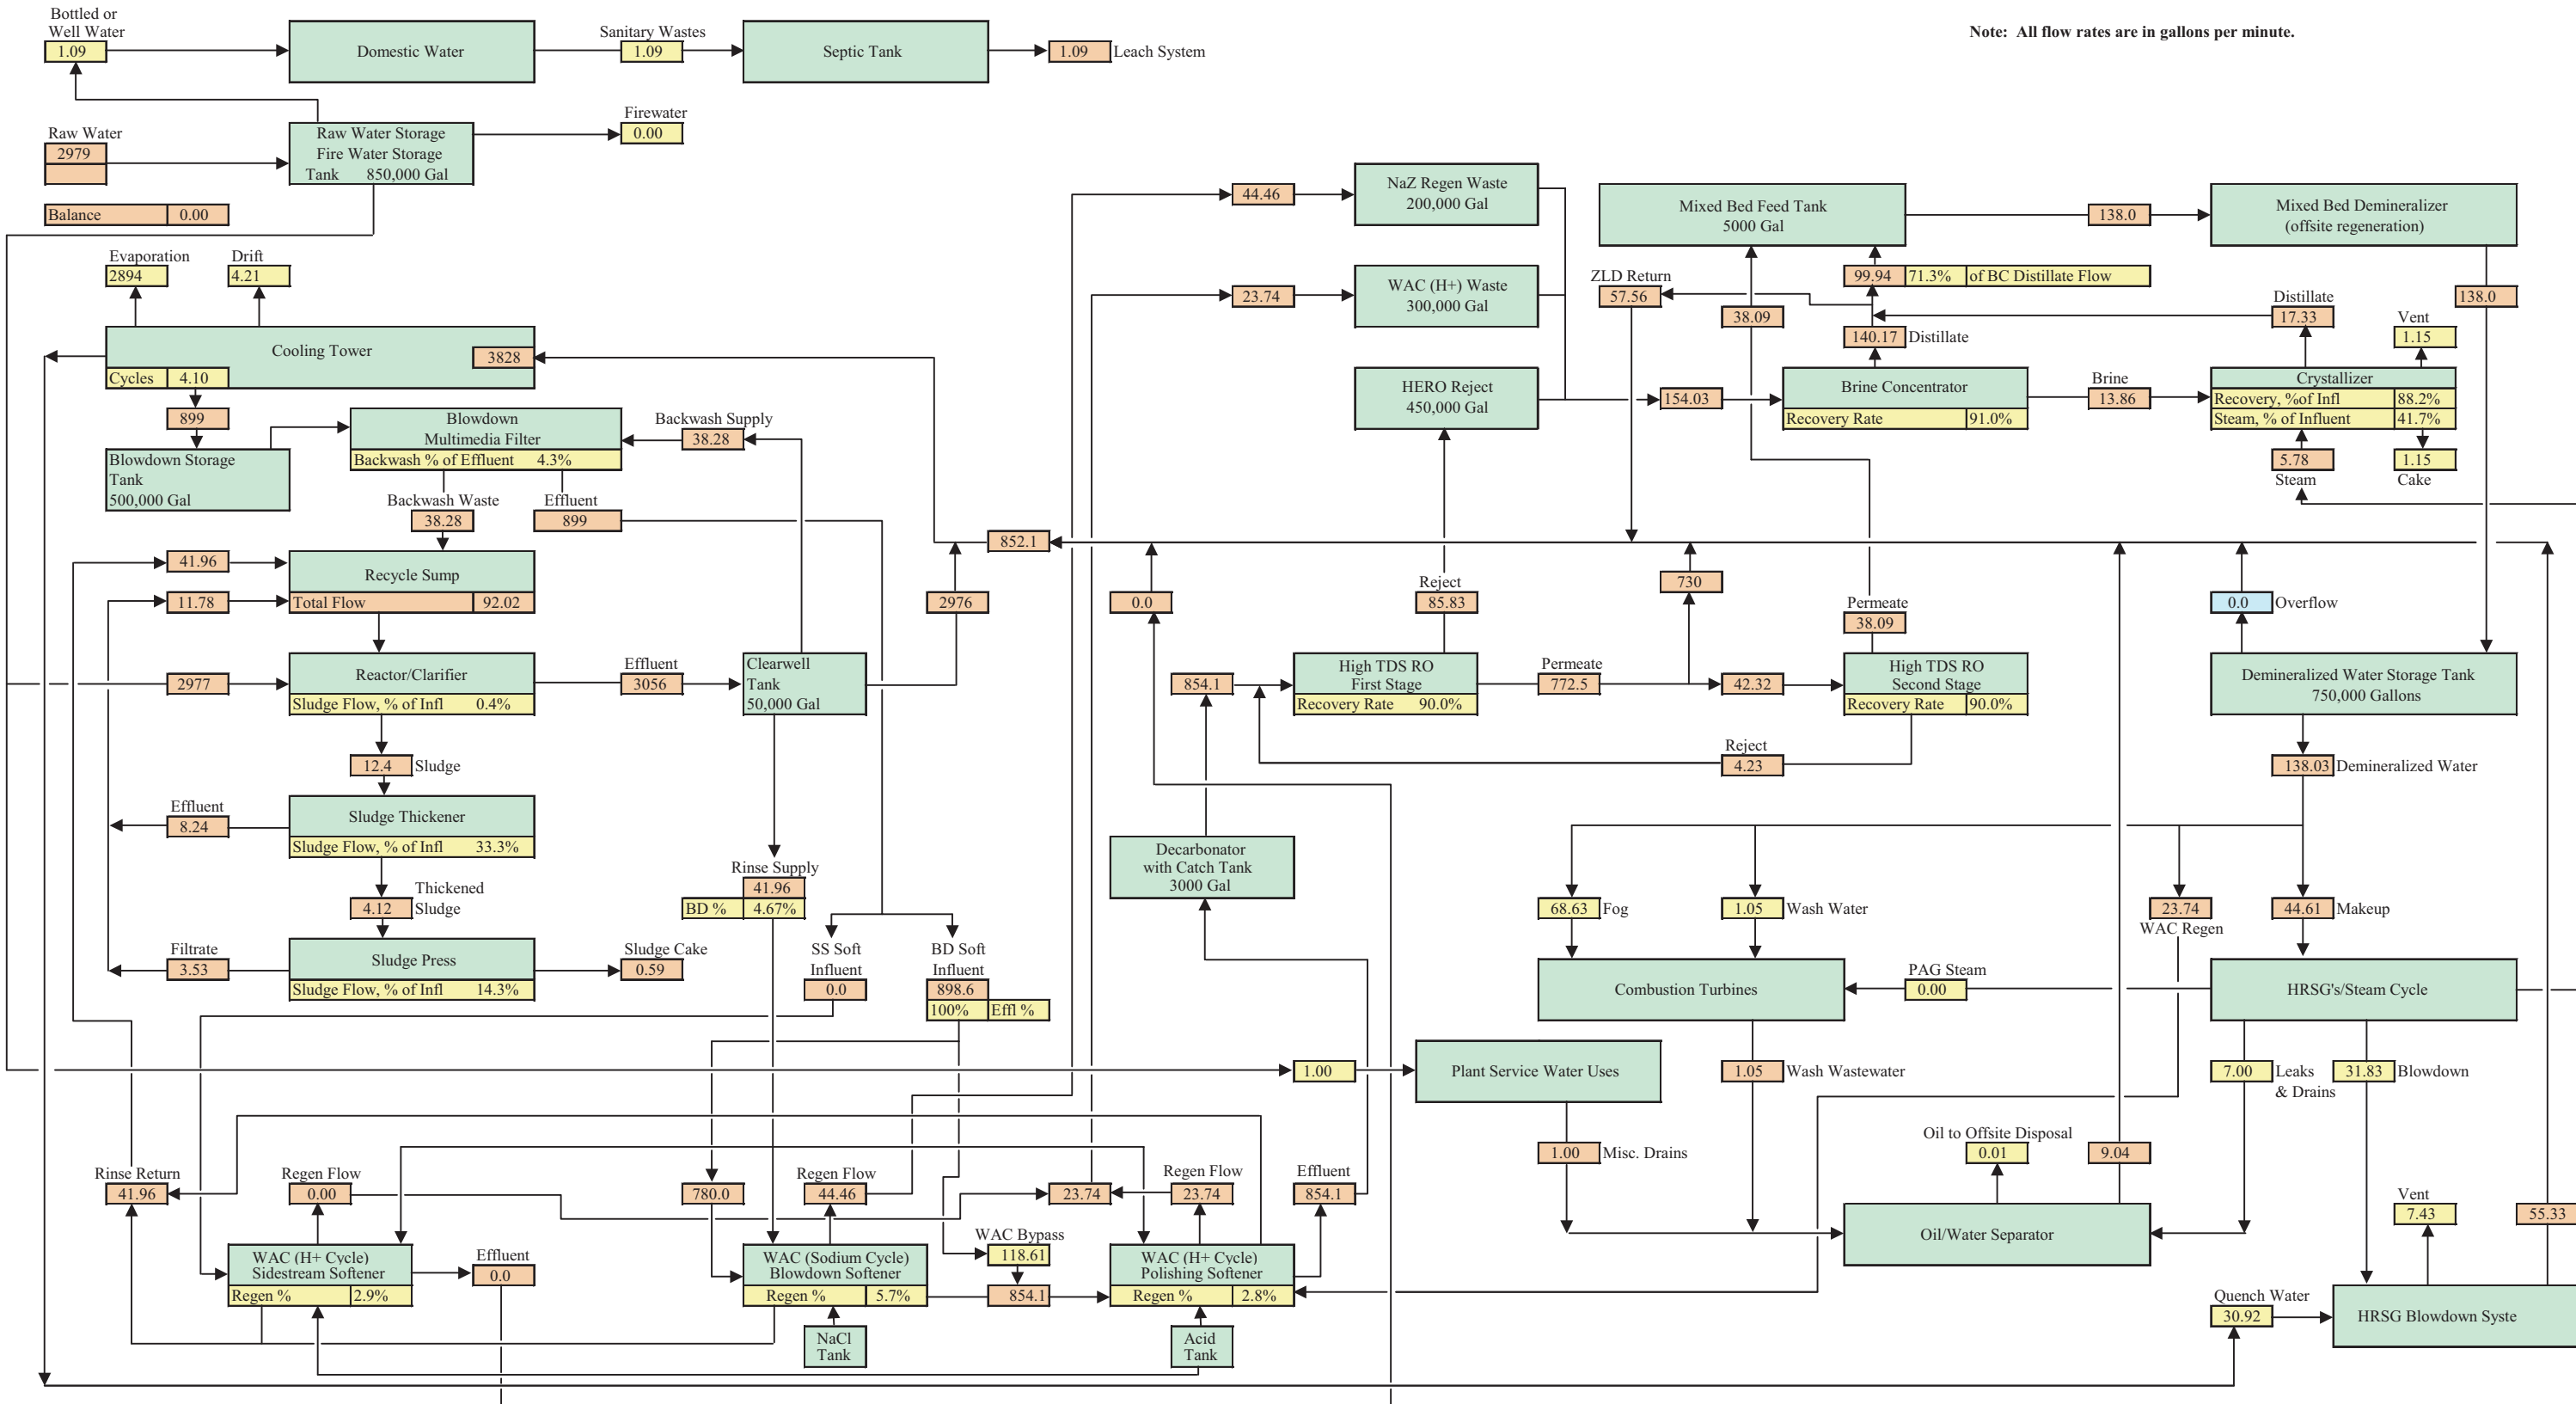 Note: All flow rates are in gallons per minute.
Bottled or
Well Water
1.09
Domestic Water
Sanitary Wastes
1.09
Septic Tank
1.09
Leach System
Raw Water
2979
Raw Water Storage
Fire Water Storage
Tank 850,000 Gal
Firewater
0.00
Balance 0.00
Evaporation
2894
Drift
4.21
Cooling Tower
3828
Cycles 4.10
899
Blowdown Storage
Tank
500,000 Gal
Blowdown
Multimedia Filter
Backwash % of Effluent 4.3%
Backwash Supply
38.28
Backwash Waste
38.28
Effluent
899
41.96
11.78
Recycle Sump
Total Flow 92.02
2977
Reactor/Clarifier
Sludge Flow, % of Infl 0.4%
Effluent
3056
Clearwell
Tank
50,000 Gal
2976
852.1
12.4
Sludge
Effluent
8.24
Sludge Thickener
Sludge Flow, % of Infl 33.3%
Thickened
Sludge
4.12
Filtrate
3.53
Sludge Press
Sludge Flow, % of Infl 14.3%
Sludge Cake
0.59
Rinse Supply
41.96
BD % 4.67%
SS Soft
Influent
0.0
BD Soft
Influent
898.6
100% Effl %
Rinse Return
41.96
Regen Flow
0.00
780.0
Regen Flow
44.46
23.74
Regen Flow
23.74
Effluent
854.1
WAC (H+ Cycle)
Sidestream Softener
Regen % 2.9%
Effluent
0.0
WAC (Sodium Cycle)
Blowdown Softener
Regen % 5.7%
WAC Bypass
118.61
854.1
WAC (H+ Cycle)
Polishing Softener
Regen % 2.8%
NaCl
Tank
Acid
Tank
44.46
NaZ Regen Waste
200,000 Gal
23.74
WAC (H+) Waste
300,000 Gal
HERO Reject
450,000 Gal
154.03
Mixed Bed Feed Tank
5000 Gal
138.0
Mixed Bed Demineralizer
(offsite regeneration)
99.94 71.3% of BC Distillate Flow
ZLD Return
57.56
38.09
140.17
Distillate
Distillate
17.33
Vent
1.15
138.0
Brine Concentrator
Recovery Rate 91.0%
Brine
13.86
Crystallizer
Recovery, %of Infl 88.2%
Steam, % of Influent 41.7%
5.78
Steam
1.15
Cake
0.0
Reject
85.83
730
Permeate
38.09
0.0
Overflow
854.1
High TDS RO
First Stage
Recovery Rate 90.0%
Permeate
772.5
42.32
High TDS RO
Second Stage
Recovery Rate 90.0%
Reject
4.23
Demineralized Water Storage Tank
750,000 Gallons
138.03
Demineralized Water
Decarbonator
with Catch Tank
3000 Gal
68.63
Fog
1.05
Wash Water
23.74
WAC Regen
44.61
Makeup
Combustion Turbines
PAG Steam
0.00
HRSG's/Steam Cycle
1.00
Plant Service Water Uses
1.05
Wash Wastewater
7.00
Leaks
& Drains
31.83
Blowdown
1.00
Misc. Drains
Oil to Offsite Disposal
0.01
9.04
Oil/Water Separator
Vent
7.43
55.33
Quench Water
30.92
HRSG Blowdown Syste